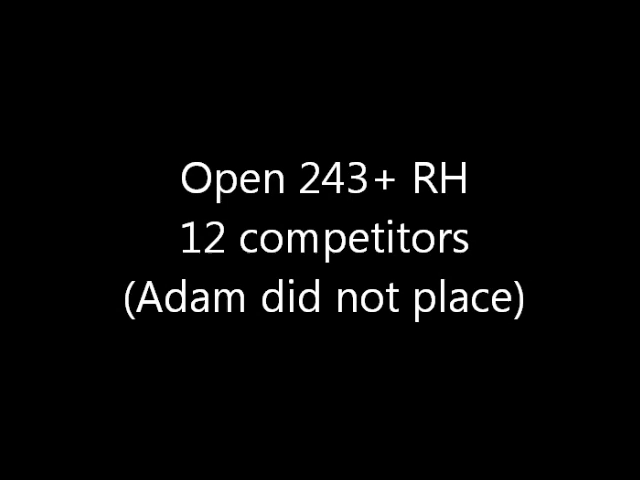 Open 243+ RH
12 competitors
(Adam did not place)